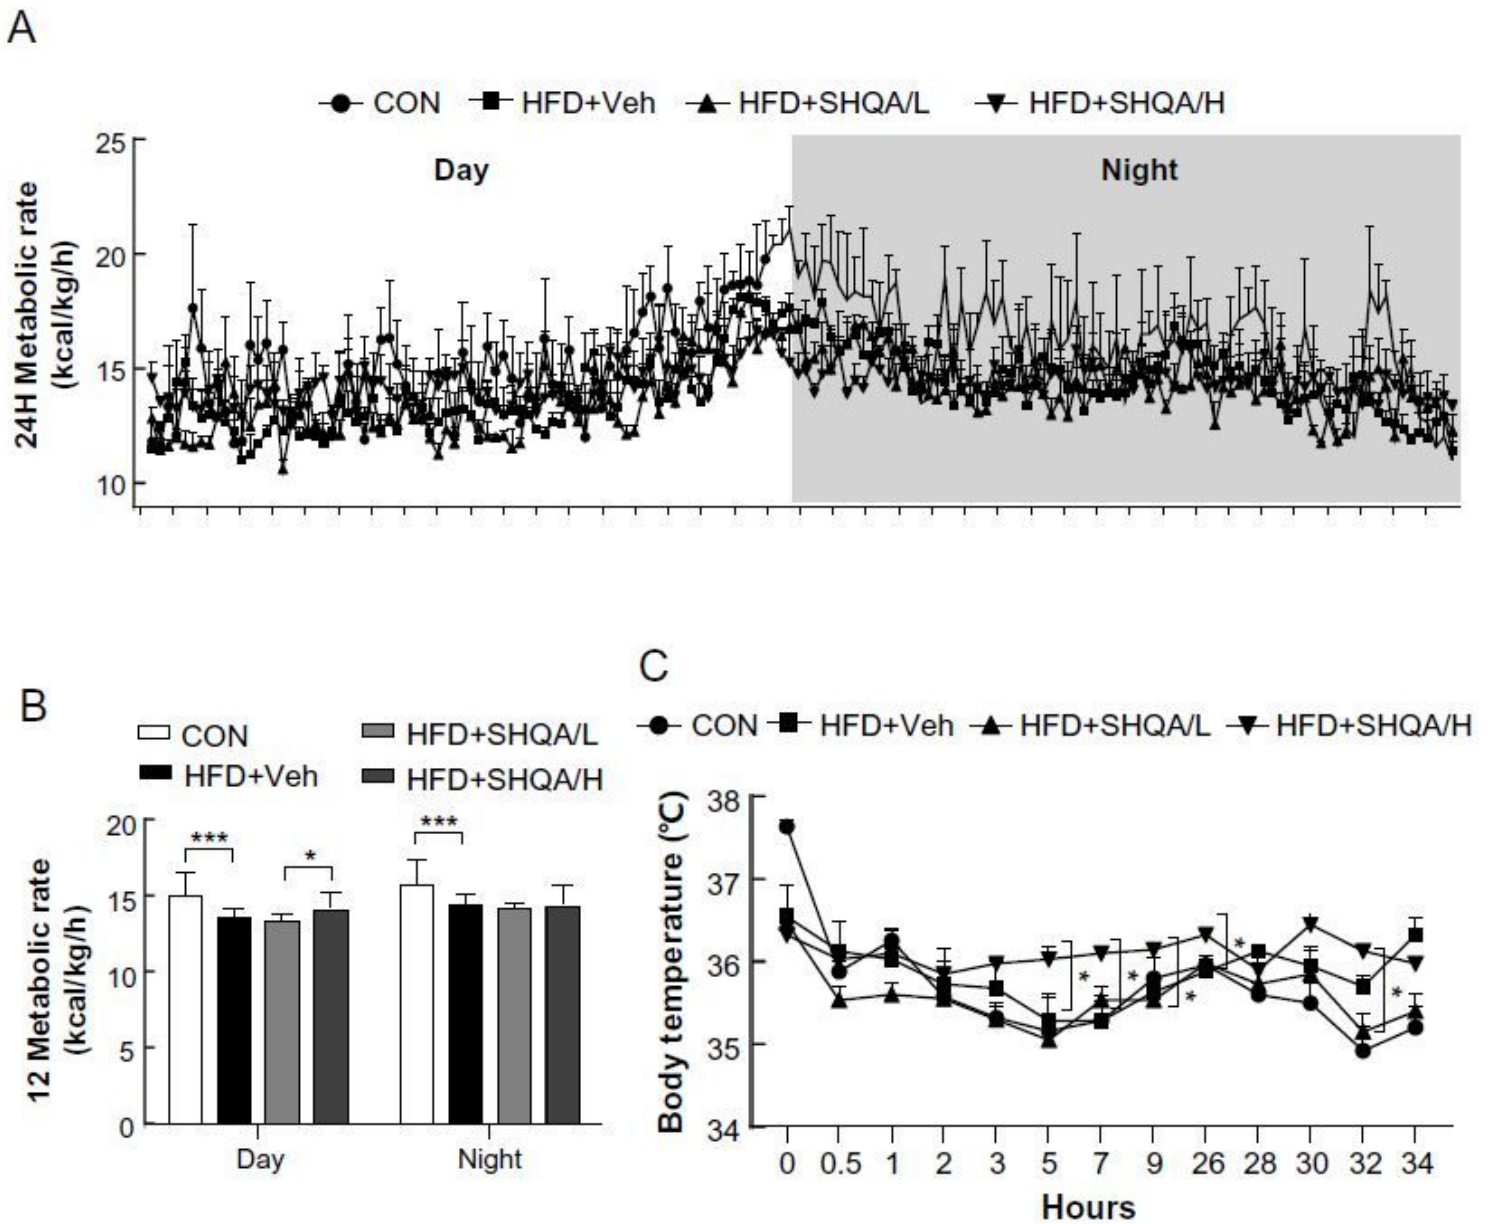 A
CON HFD+Veh HFD+SHQA/L HFD+SHQA/H
24H Metabolic rate
(kcal/kg/h)
25
20
15
10
Day Night
B
CON HFD+SHQA/L
HFD+Veh HFD+SHQA/H
12 Metabolic rate
(kcal/kg/h)
20
15
10
5
0
*** * ***
Day Night
C
CON HFD+Veh HFD+SHQA/L HFD+SHQA/H
Body temperature (℃)
38
37
36
35
34
* * * * *
0 0.5 1 2 3 5 7 9 26 28 30 32 34
Hours